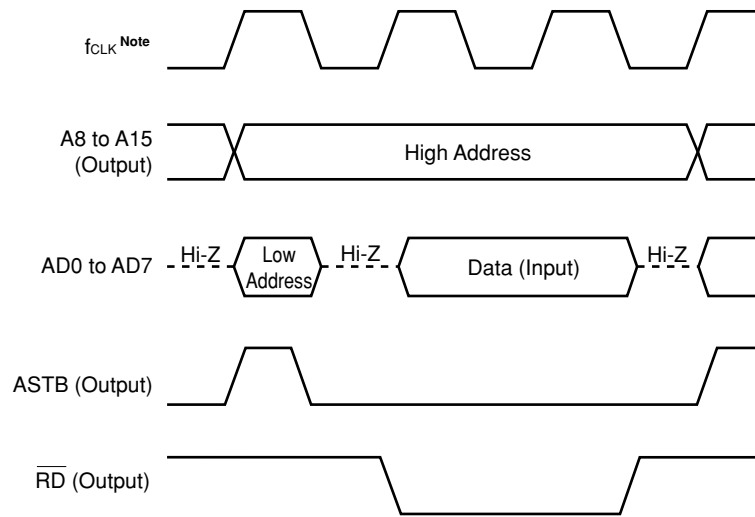 fCLK Note
A8 to A15
(Output)
High Address
AD0 to AD7
Hi-Z
Low
Address
Hi-Z
Data (Input)
Hi-Z
ASTB (Output)
RD (Output)